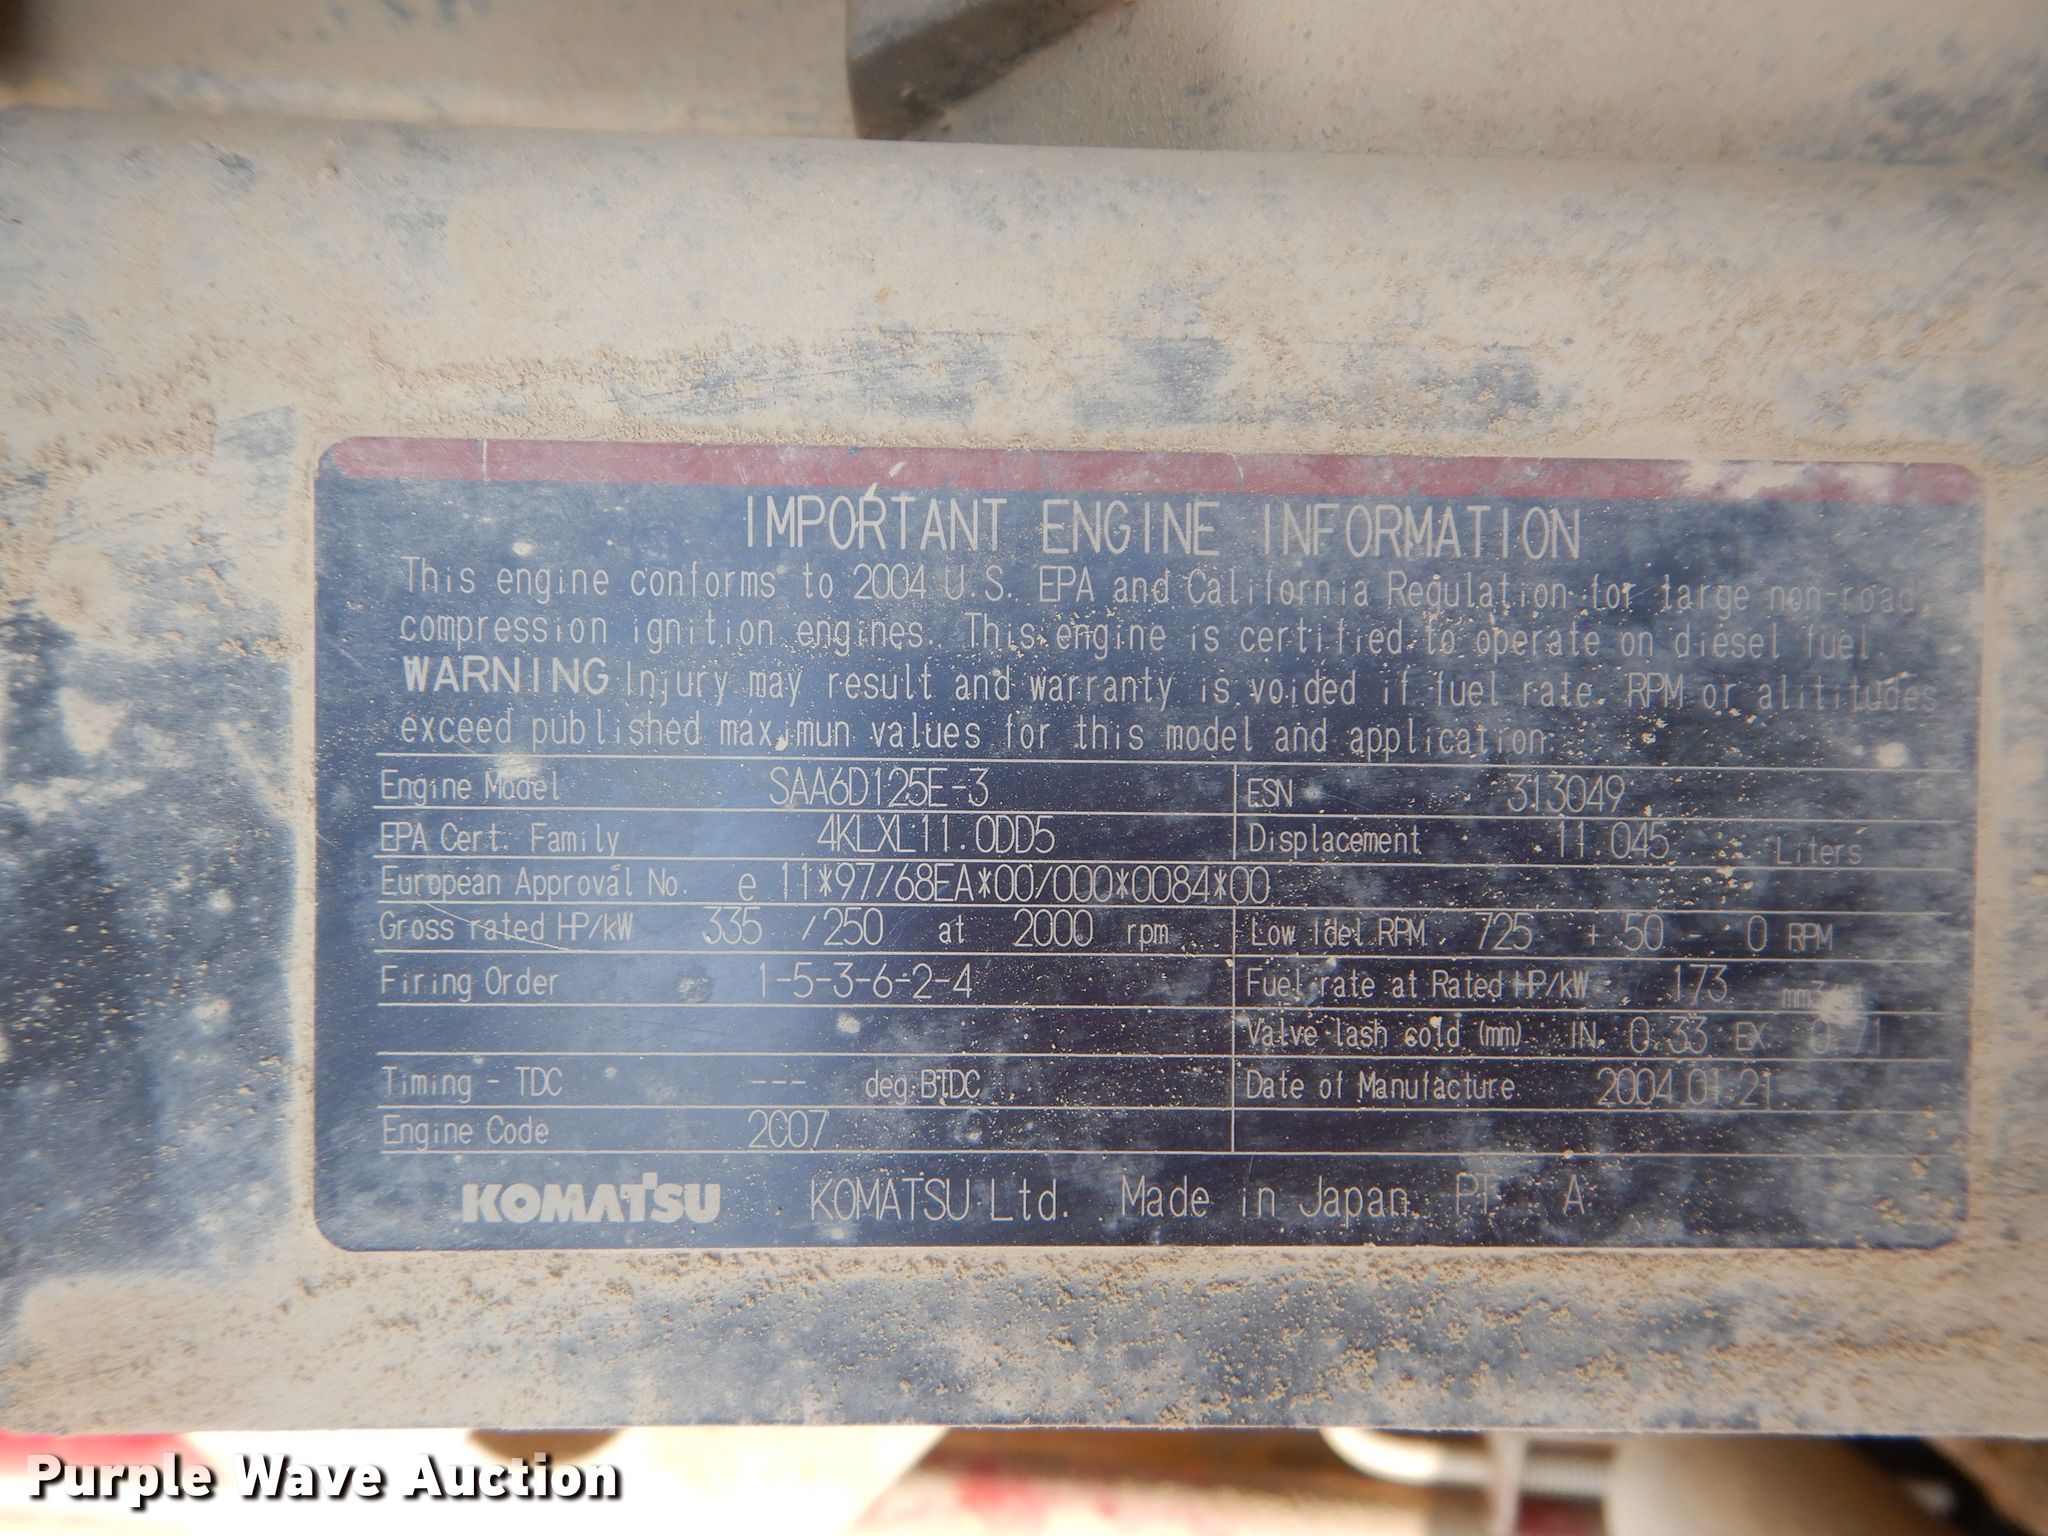 IMPORTANT ENGINE INFORMATION
This engine conforms to 2004 U.S. EPA and California Regulation for large non-road
compression ignition engines. This engine is certified to operate on diesel fuel.
WARNING Injury may result and warranty is voided if fuel rate. RPM or alititudes
exceed published maximun values for this model and application.
Engine Model SAA6D125E-3 ESN 313049
EPA Cert. Family 4KLXL11.0DD5 Displacement 11.045 Liters
European Approval No. e 11*97/68EA*00/000*0084*00
Gross rated HP/kW 335 /250 at 2000 rpm Low idel RPM 725 + 50 - 0 RPM
Firing Order 1-5-3-6-2-4 Fuel rate at Rated HP/kW 173
Valve lash cold (mm) IN. 0.33 EX 0.71
Timing - TDC --- deg.BTDC Date of Manufacture 2004.01.21
Engine Code 2C07
KOMATSU KOMATSU Ltd. Made in Japan. A
Purple Wave Auction